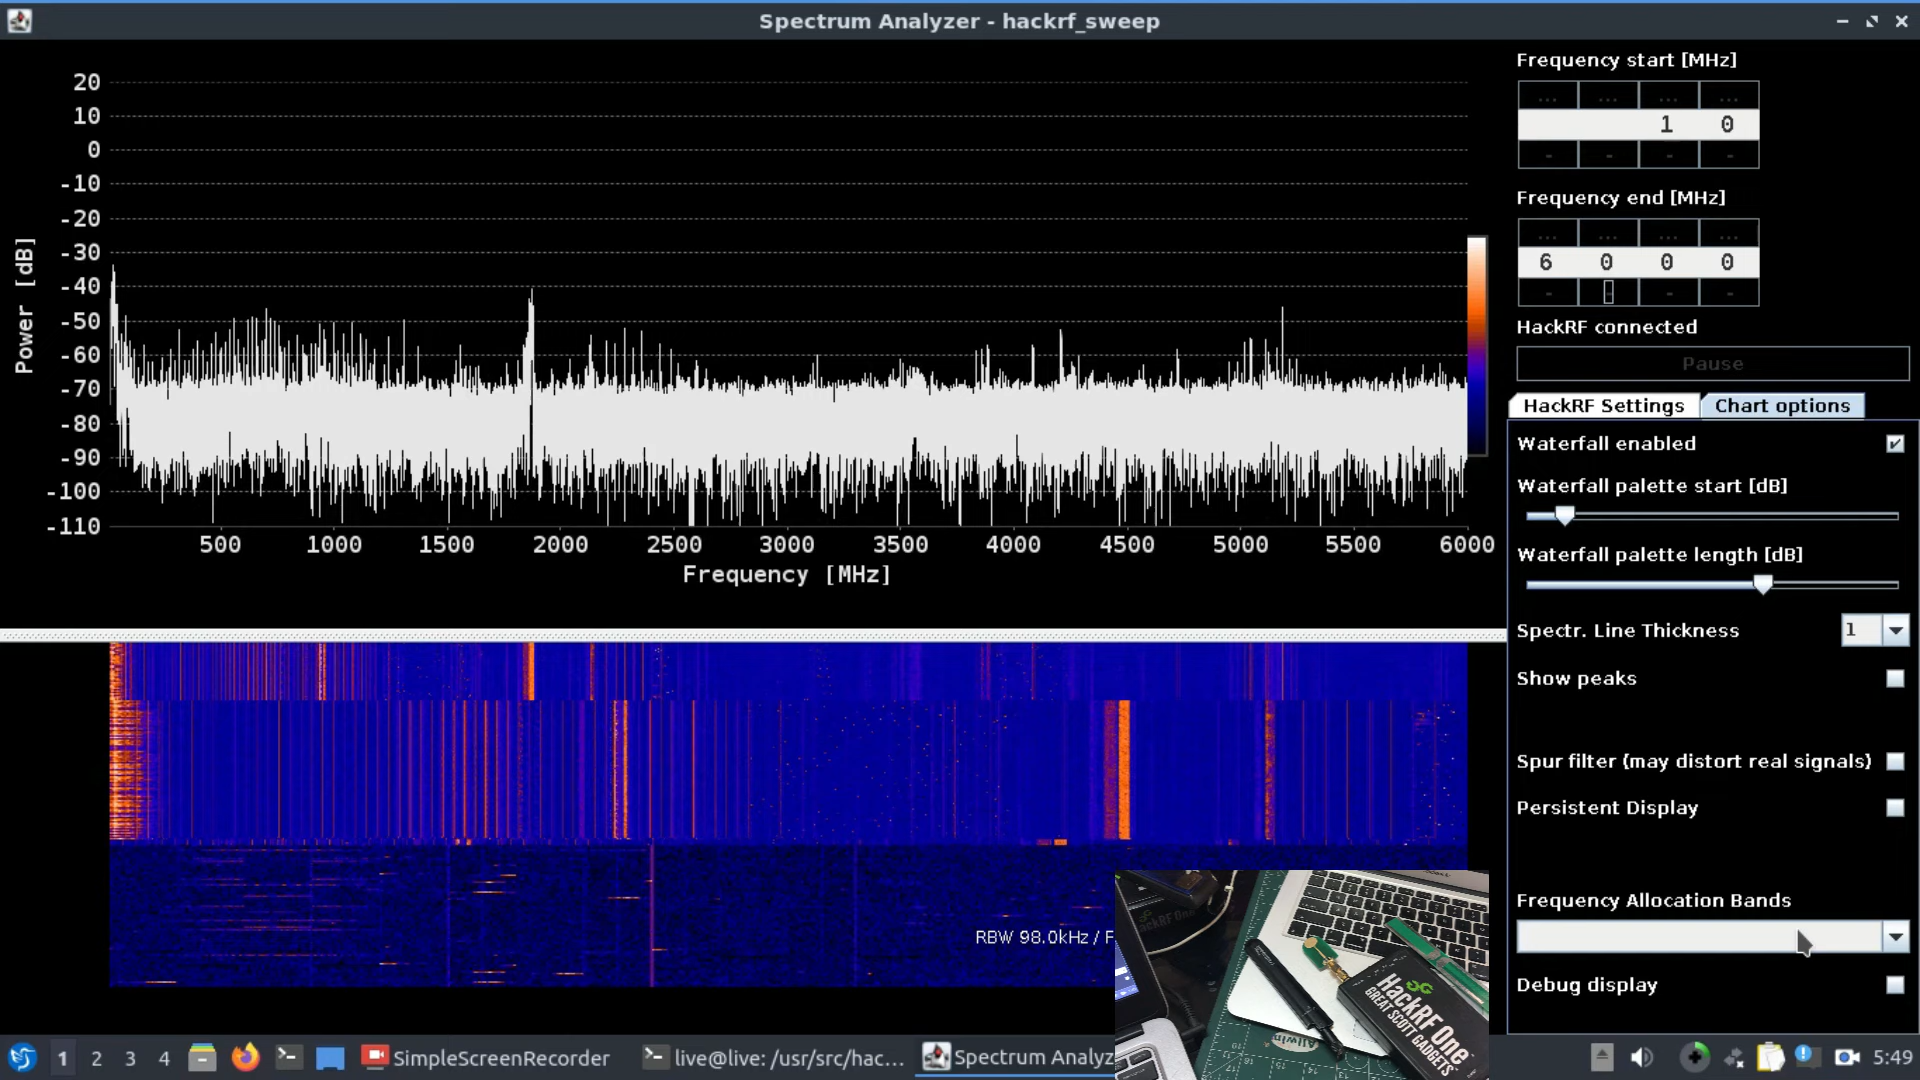 Spectrum Analyzer - hackrf_sweep
Frequency start [MHz]
... ... ... ...
1 0
- - - -
Frequency end [MHz]
... ... ... ...
6 0 0 0
- - - -
HackRF connected
Pause
HackRF Settings
Chart options
Waterfall enabled
Waterfall palette start [dB]
Waterfall palette length [dB]
Spectr. Line Thickness
1
Show peaks
Spur filter (may distort real signals)
Persistent Display
Frequency Allocation Bands
Debug display
20
10
0
-10
-20
-30
-40
-50
-60
-70
-80
-90
-100
-110
Power [dB]
500 1000 1500 2000 2500 3000 3500 4000 4500 5000 5500 6000
Frequency [MHz]
RBW 98.0kHz / F
HackRF One
GREAT SCOTT GADGETS
1 2 3 4
SimpleScreenRecorder
live@live: /usr/src/hac...
Spectrum Analyz
5:49